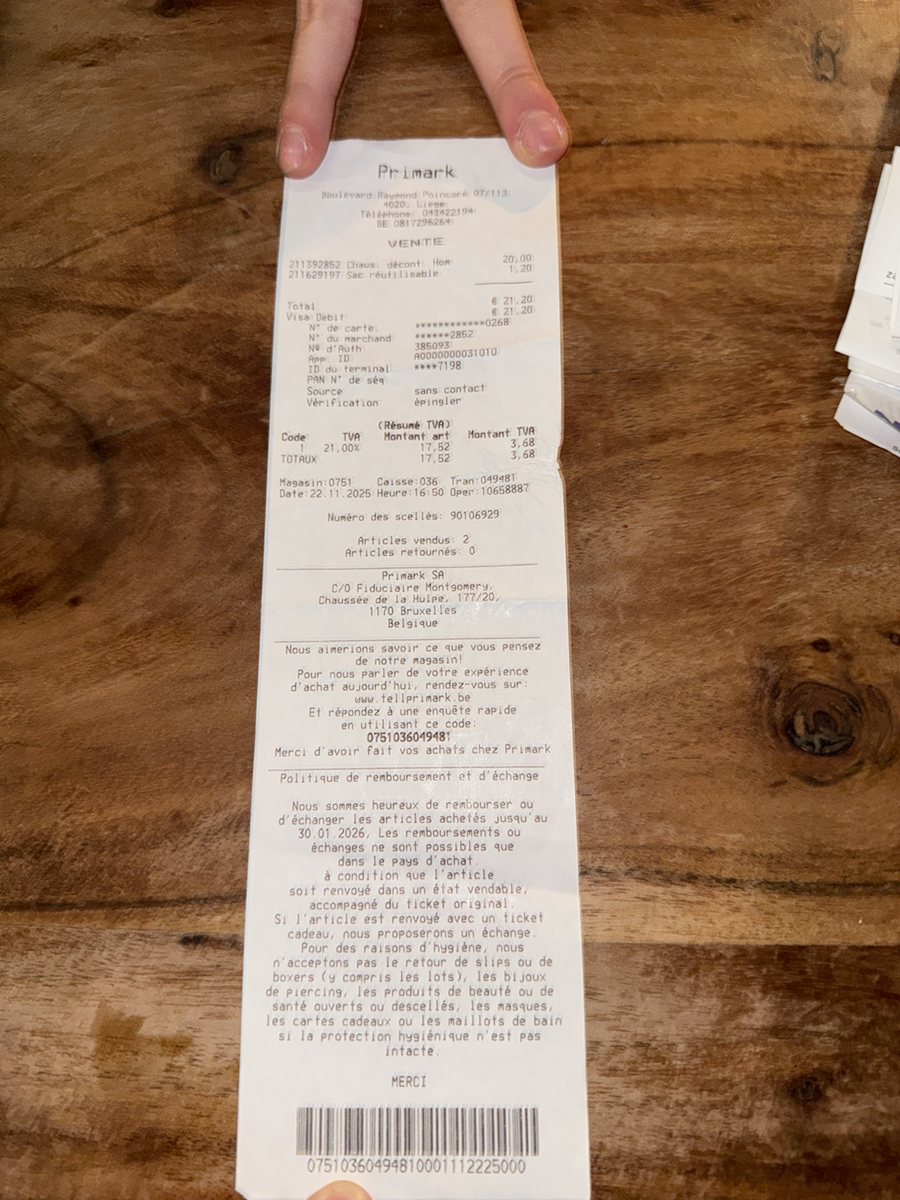 Primark
Boulevard Raymond Poincaré 07/113
4020, Liege
Téléphone: 043422194
BE 0817296264
VENTE
211392852 Chaus. décont. Hom 20,00
211629197 Sac réutilisable 1,20
Total € 21,20
Visa Debit € 21,20
N° de carte: ************0268
N° du marchand: ******2852
Nº d'Auth 385093
App. ID A0000000031010
ID du terminal ****7198
PAN N° de séq
Source sans contact
Vérification épingler
(Résumé TVA)
Code TVA Montant art Montant TVA
1 21,00% 17,52 3,68
TOTAUX 17,52 3,68
Magasin:0751 Caisse:036 Tran:049481
Date:22.11.2025 Heure:16:50 Oper:10658887
Numéro des scellés: 90106929
Articles vendus: 2
Articles retournés: 0
Primark SA
C/O Fiduciaire Montgomery,
Chaussée de la Hulpe, 177/20,
1170 Bruxelles
Belgique
Nous aimerions savoir ce que vous pensez
de notre magasin!
Pour nous parler de votre expérience
d'achat aujourd'hui, rendez-vous sur:
www.tellprimark.be
Et répondez à une enquête rapide
en utilisant ce code:
0751036049481
Merci d'avoir fait vos achats chez Primark
Politique de remboursement et d'échange
Nous sommes heureux de rembourser ou
d'échanger les articles achetés jusqu'au
30.01.2026, Les remboursements ou
échanges ne sont possibles que
dans le pays d'achat.
à condition que l'article
soit renvoyé dans un état vendable,
accompagné du ticket original.
Si l'article est renvoyé avec un ticket
cadeau, nous proposerons un échange.
Pour des raisons d'hygiène, nous
n'acceptons pas le retour de slips ou de
boxers (y compris les lots), les bijoux
de piercing, les produits de beauté ou de
santé ouverts ou descellés, les masques,
les cartes cadeaux ou les maillots de bain
si la protection hygiénique n'est pas
intacte.
MERCI
07510360494810001112225000